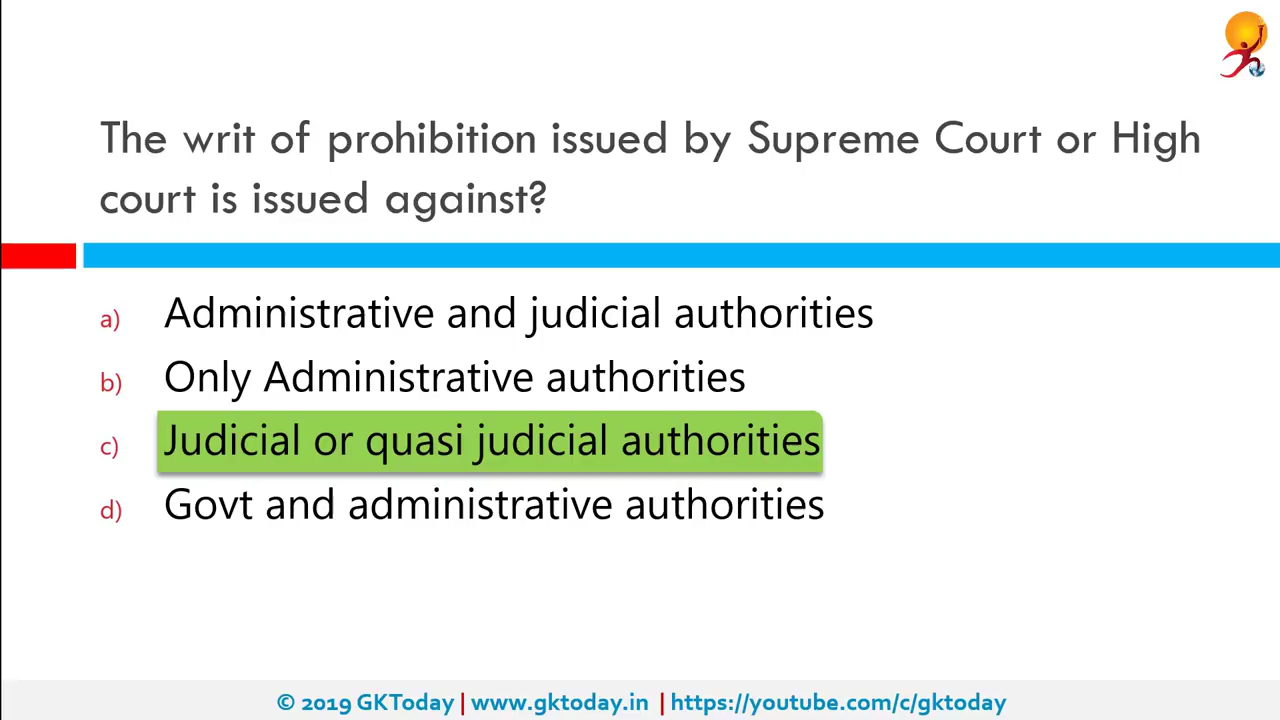 The writ of prohibition issued by Supreme Court or High
court is issued against?
a) Administrative and judicial authorities
b) Only Administrative authorities
c) Judicial or quasi judicial authorities
d) Govt and administrative authorities
© 2019 GKToday | www.gktoday.in | https://youtube.com/c/gktoday